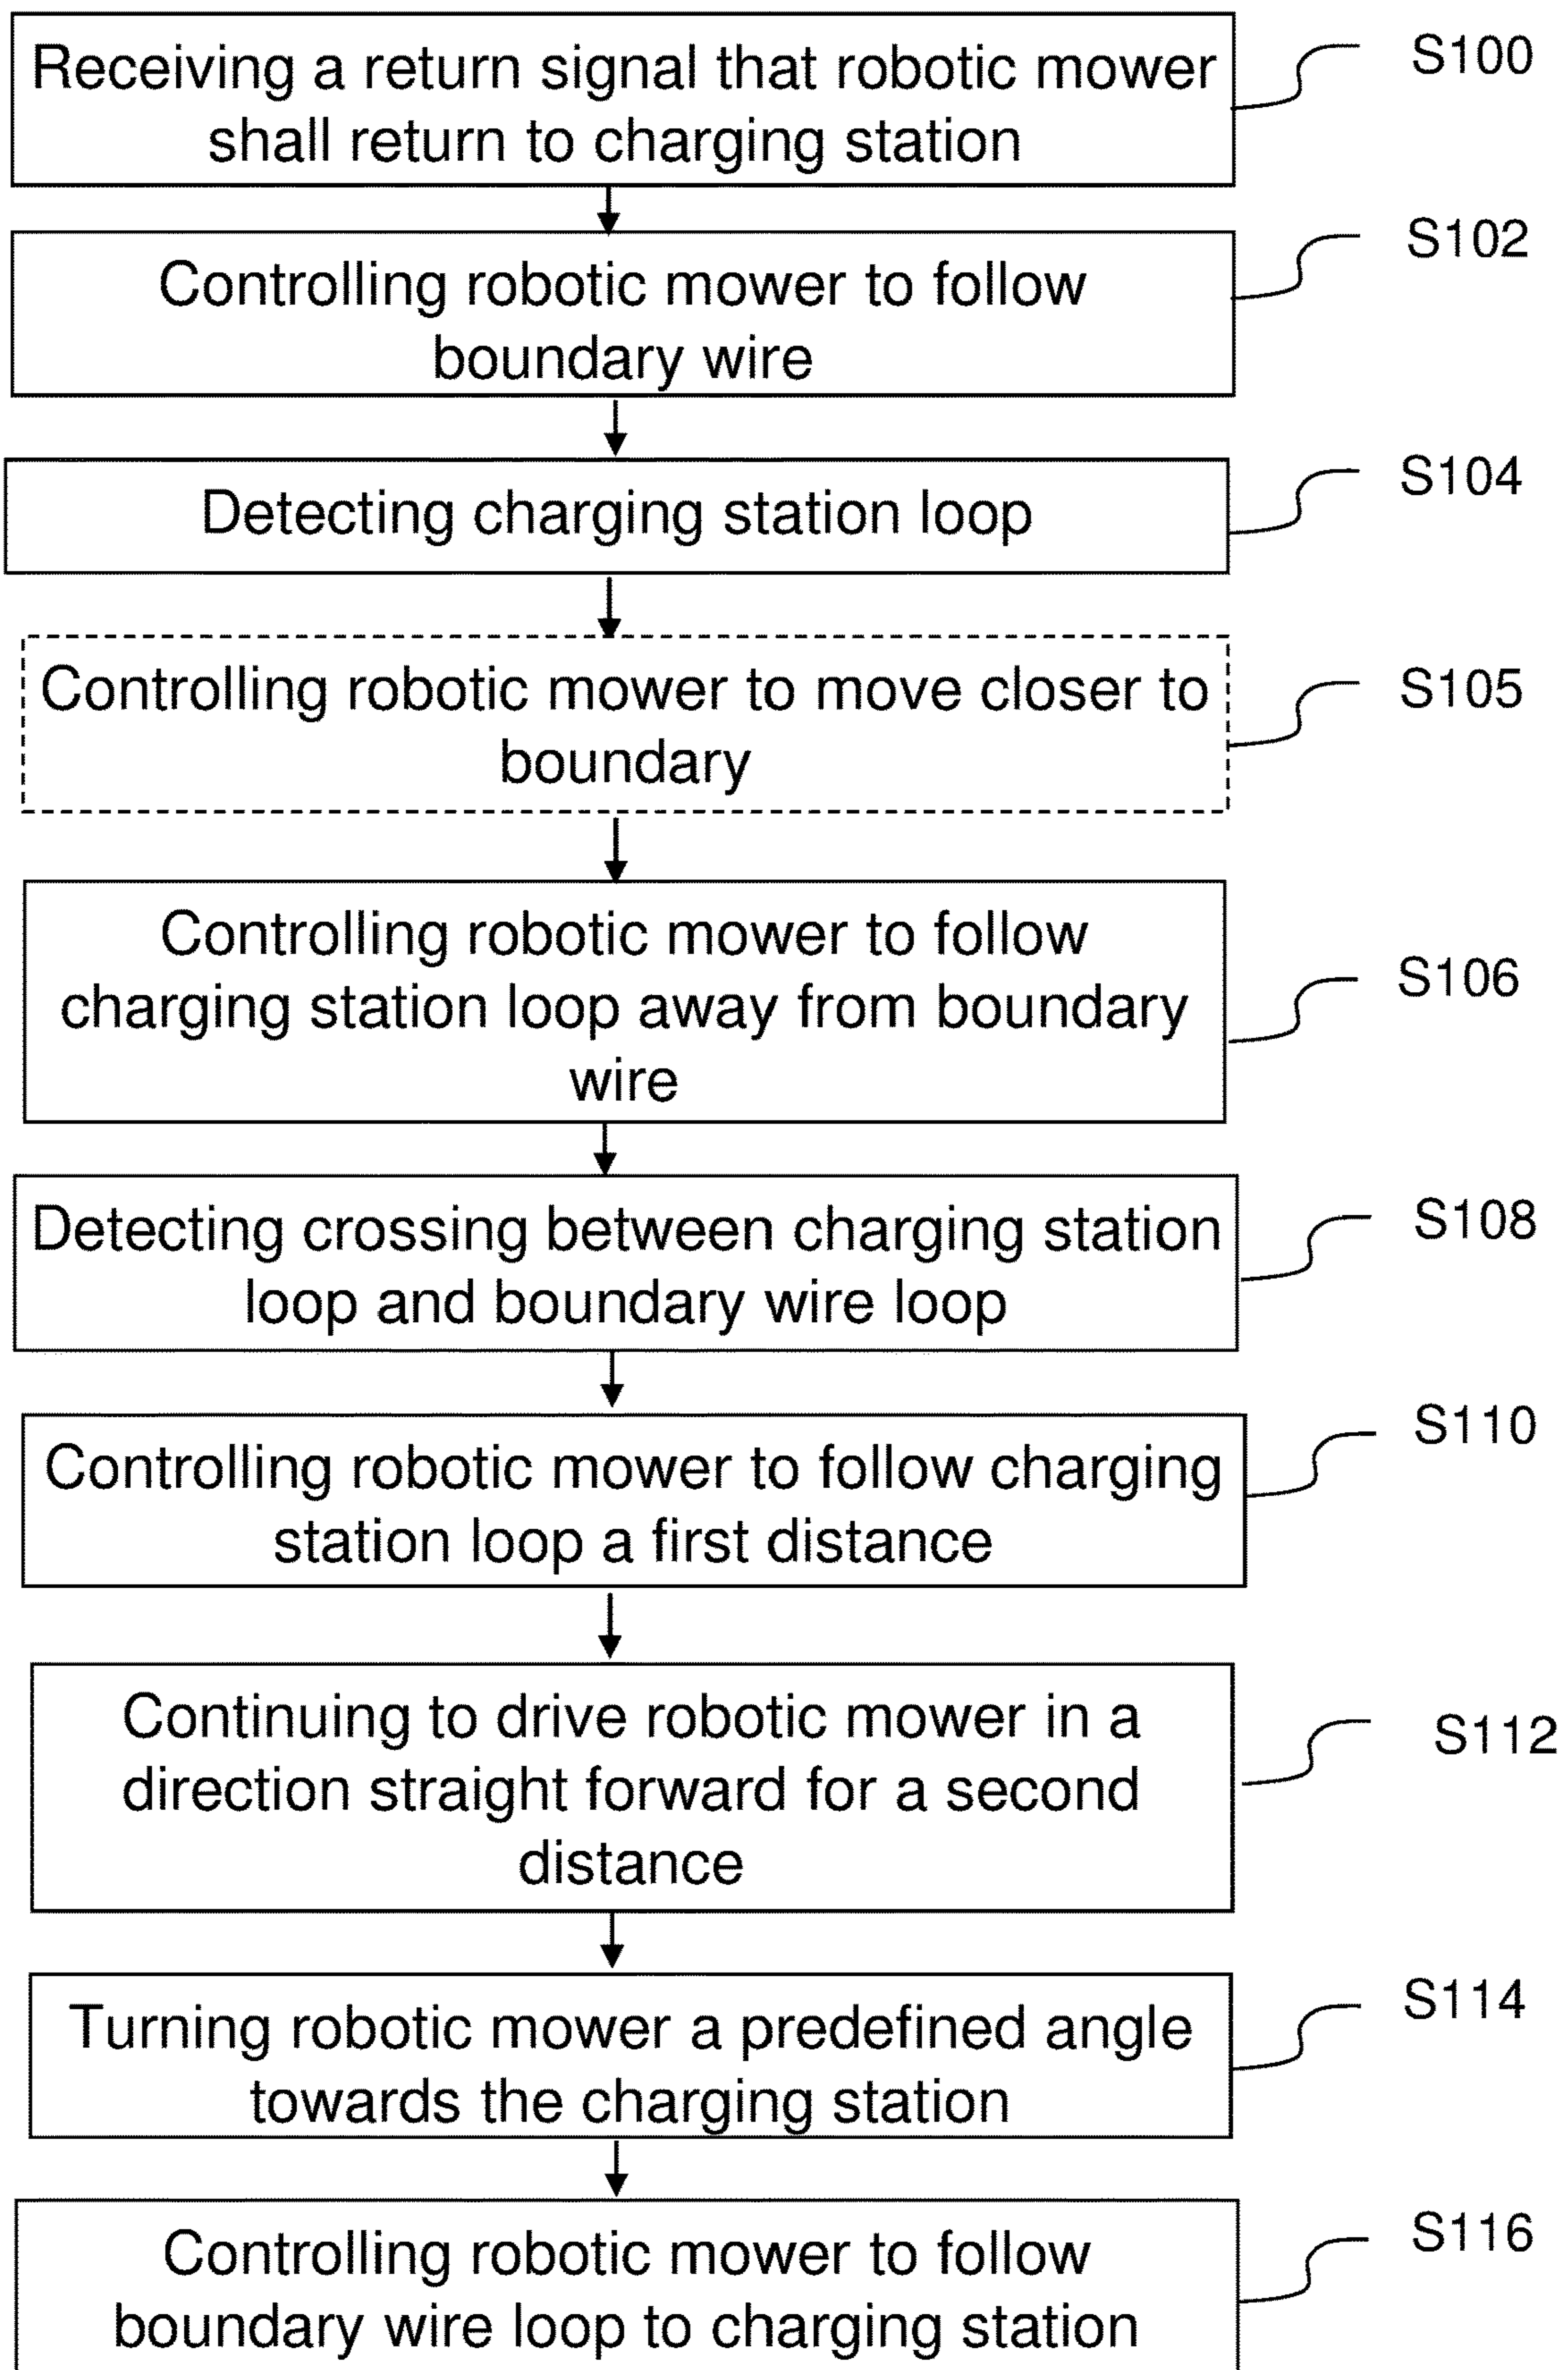 Receiving a return signal that robotic mower
shall return to charging station
S100
Controlling robotic mower to follow
boundary wire
S102
Detecting charging station loop
S104
Controlling robotic mower to move closer to
boundary
S105
Controlling robotic mower to follow
charging station loop away from boundary
wire
S106
Detecting crossing between charging station
loop and boundary wire loop
S108
Controlling robotic mower to follow charging
station loop a first distance
S110
Continuing to drive robotic mower in a
direction straight forward for a second
distance
S112
Turning robotic mower a predefined angle
towards the charging station
S114
Controlling robotic mower to follow
boundary wire loop to charging station
S116